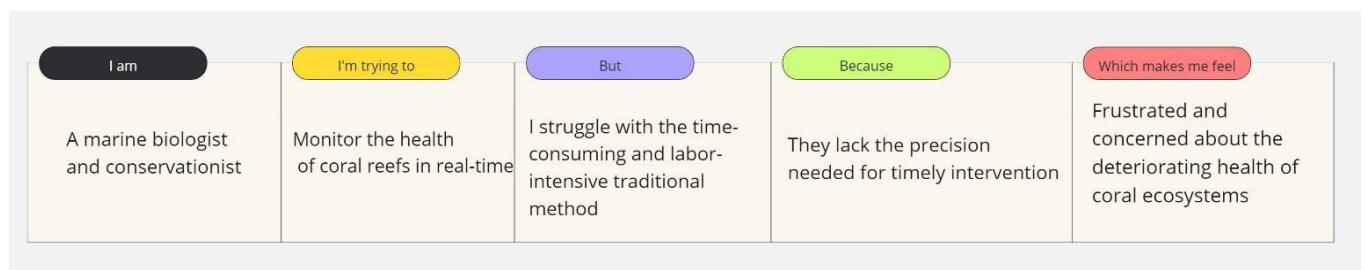 I am
A marine biologist
and conservationist
I'm trying to
Monitor the health
of coral reefs in real-time
But
I struggle with the time-
consuming and labor-
intensive traditional
method
Because
They lack the precision
needed for timely intervention
Which makes me feel
Frustrated and
concerned about the
deteriorating health of
coral ecosystems